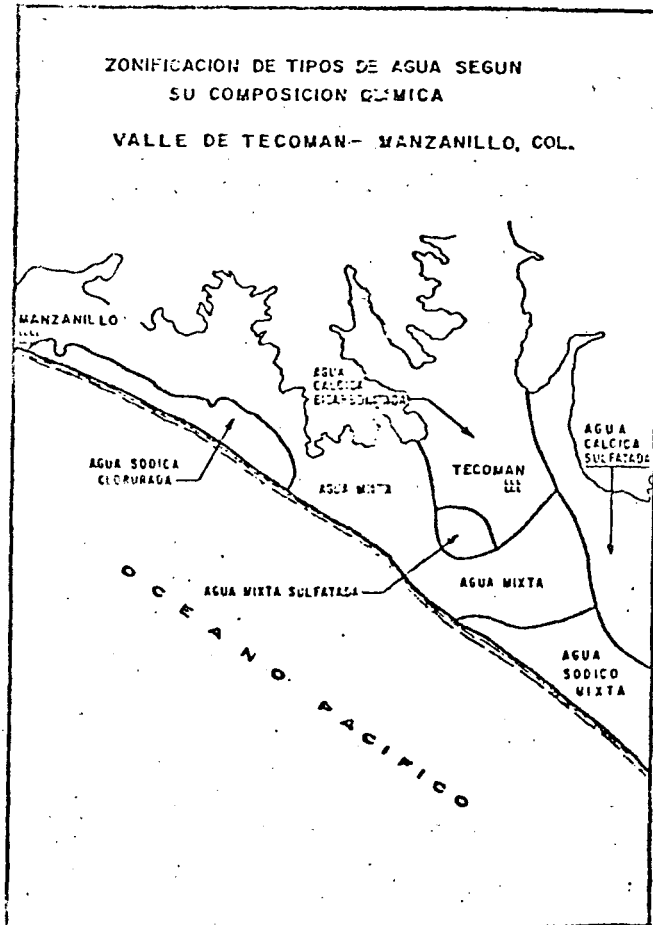 ZONIFICACION DE TIPOS DE AGUA SEGUN
SU COMPOSICION QUIMICA
VALLE DE TECOMAN - MANZANILLO, COL.
MANZANILLO
AGUA
CALCICA
BICARBONATADA
AGUA
CALCICA
SULFATADA
AGUA SODICA
CLORURADA
AGUA MIXTA
TECOMAN
AGUA MIXTA SULFATADA
AGUA MIXTA
AGUA
SODICO
MIXTA
OCEANO PACIFICO